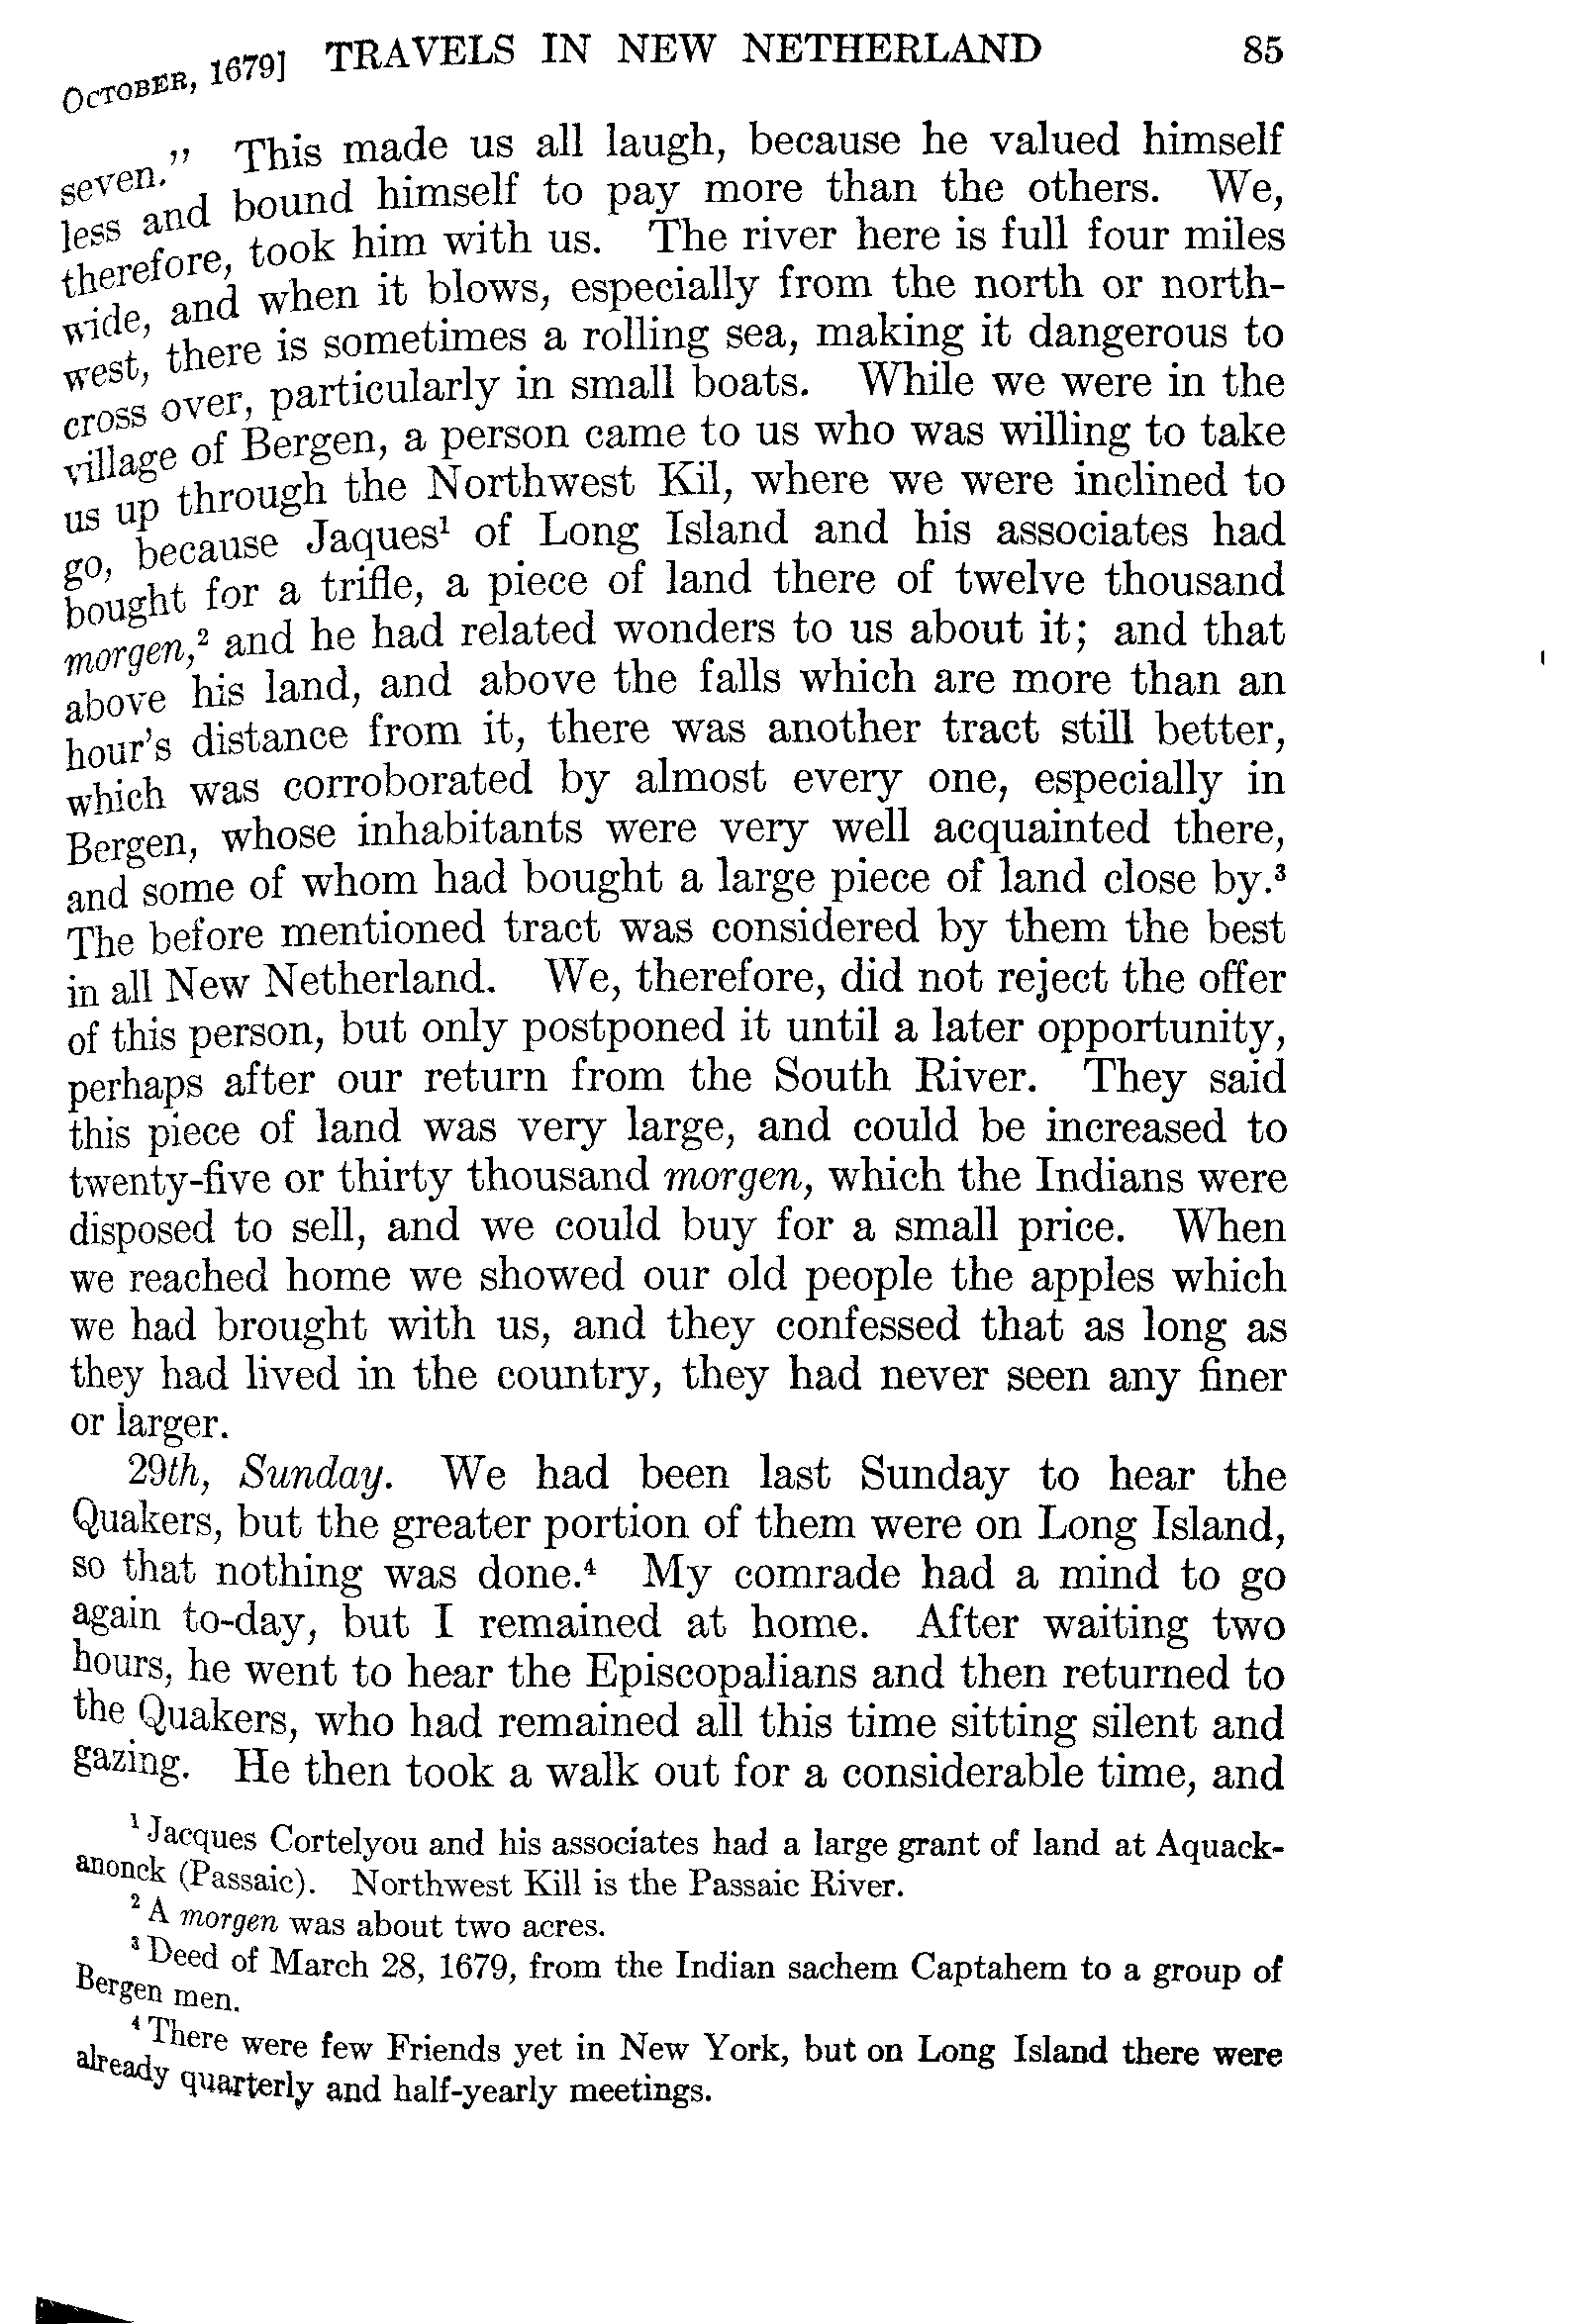 OCTOBER, 1679] TRAVELS IN NEW NETHERLAND 85
seven." This made us all laugh, because he valued himself
less and bound himself to pay more than the others. We,
therefore, took him with us. The river here is full four miles
wide, and when it blows, especially from the north or north-
west, there is sometimes a rolling sea, making it dangerous to
cross over, particularly in small boats. While we were in the
village of Bergen, a person came to us who was willing to take
us up through the Northwest Kil, where we were inclined to
go, because Jaques¹ of Long Island and his associates had
bought for a trifle, a piece of land there of twelve thousand
morgen,² and he had related wonders to us about it; and that
above his land, and above the falls which are more than an
hour's distance from it, there was another tract still better,
which was corroborated by almost every one, especially in
Bergen, whose inhabitants were very well acquainted there,
and some of whom had bought a large piece of land close by.³
The before mentioned tract was considered by them the best
in all New Netherland. We, therefore, did not reject the offer
of this person, but only postponed it until a later opportunity,
perhaps after our return from the South River. They said
this piece of land was very large, and could be increased to
twenty-five or thirty thousand morgen, which the Indians were
disposed to sell, and we could buy for a small price. When
we reached home we showed our old people the apples which
we had brought with us, and they confessed that as long as
they had lived in the country, they had never seen any finer
or larger.
29th, Sunday. We had been last Sunday to hear the
Quakers, but the greater portion of them were on Long Island,
so that nothing was done.⁴ My comrade had a mind to go
again to-day, but I remained at home. After waiting two
hours, he went to hear the Episcopalians and then returned to
the Quakers, who had remained all this time sitting silent and
gazing. He then took a walk out for a considerable time, and
¹ Jacques Cortelyou and his associates had a large grant of land at Aquack-
anonck (Passaic). Northwest Kill is the Passaic River.
² A morgen was about two acres.
³ Deed of March 28, 1679, from the Indian sachem Captahem to a group of
Bergen men.
⁴ There were few Friends yet in New York, but on Long Island there were
already quarterly and half-yearly meetings.